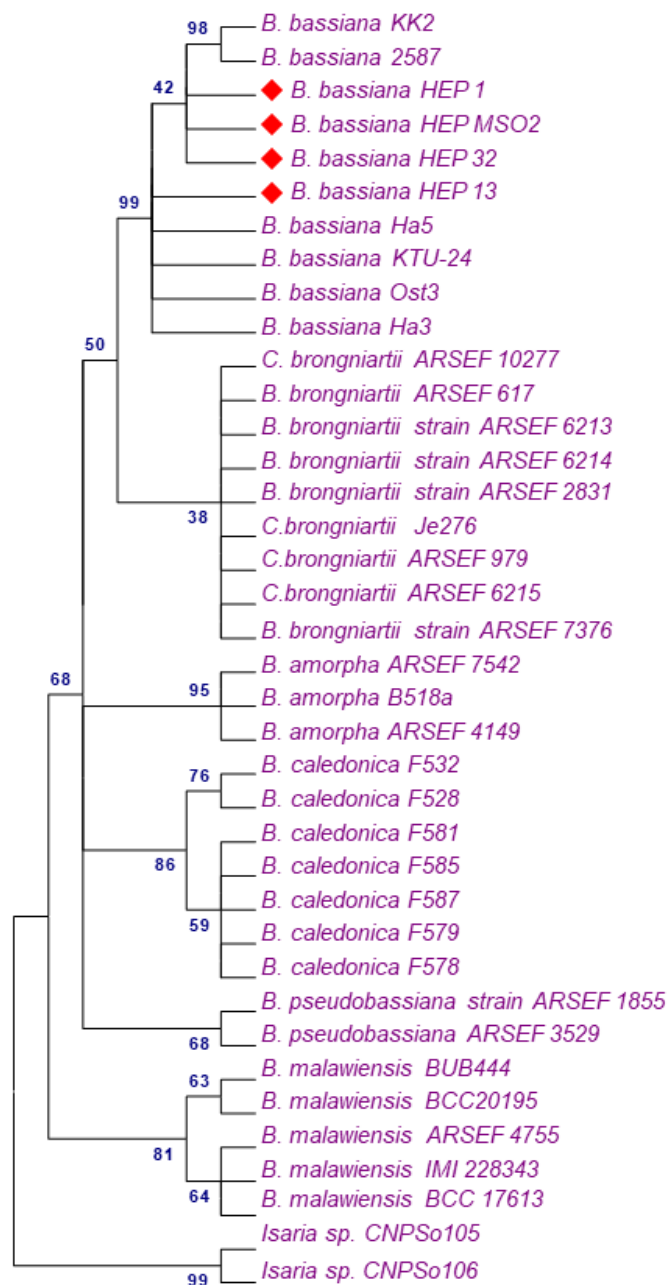 98
B. bassiana KK2
B. bassiana 2587
42
B. bassiana HEP 1
B. bassiana HEP MSO2
B. bassiana HEP 32
B. bassiana HEP 13
99
B. bassiana Ha5
B. bassiana KTU-24
B. bassiana Ost3
B. bassiana Ha3
50
C. brongniartii ARSEF 10277
B. brongniartii ARSEF 617
B. brongniartii strain ARSEF 6213
B. brongniartii strain ARSEF 6214
B. brongniartii strain ARSEF 2831
38
C.brongniartii Je276
C.brongniartii ARSEF 979
C.brongniartii ARSEF 6215
B. brongniartii strain ARSEF 7376
68
B. amorpha ARSEF 7542
95
B. amorpha B518a
B. amorpha ARSEF 4149
B. caledonica F532
76
B. caledonica F528
B. caledonica F581
86
B. caledonica F585
B. caledonica F587
59
B. caledonica F579
B. caledonica F578
B. pseudobassiana strain ARSEF 1855
B. pseudobassiana ARSEF 3529
68
B. malawiensis BUB444
63
B. malawiensis BCC20195
B. malawiensis ARSEF 4755
81
B. malawiensis IMI 228343
64
B. malawiensis BCC 17613
Isaria sp. CNPSo105
Isaria sp. CNPSo106
99